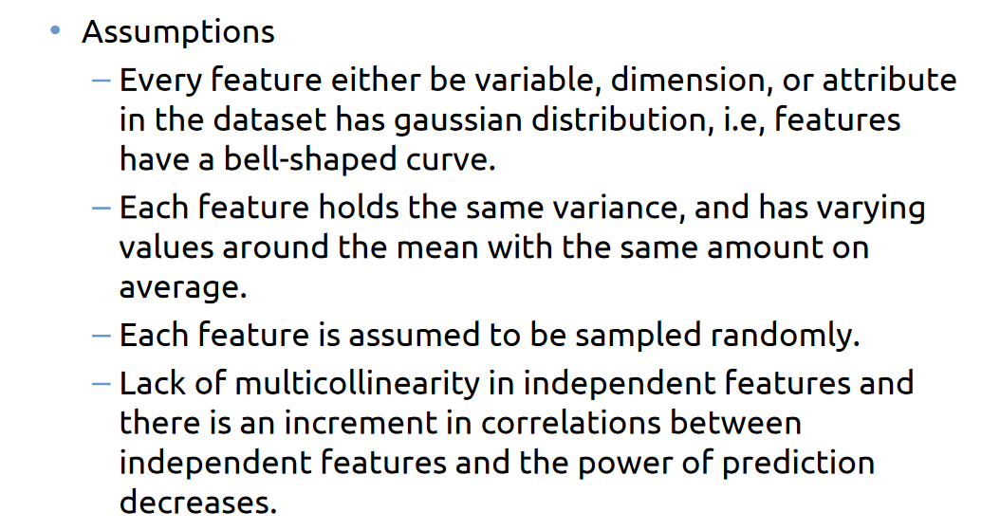 • Assumptions
– Every feature either be variable, dimension, or attribute
in the dataset has gaussian distribution, i.e, features
have a bell-shaped curve.
– Each feature holds the same variance, and has varying
values around the mean with the same amount on
average.
– Each feature is assumed to be sampled randomly.
– Lack of multicollinearity in independent features and
there is an increment in correlations between
independent features and the power of prediction
decreases.